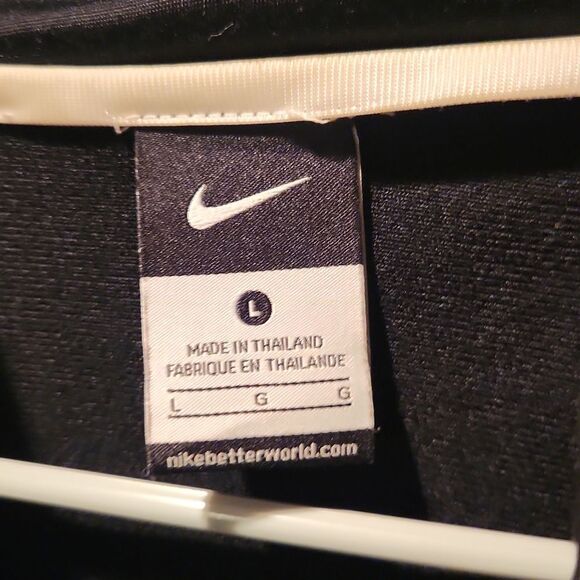 L
MADE IN THAILAND
FABRIQUE EN THAILANDE
L G G
nikebetterworld.com